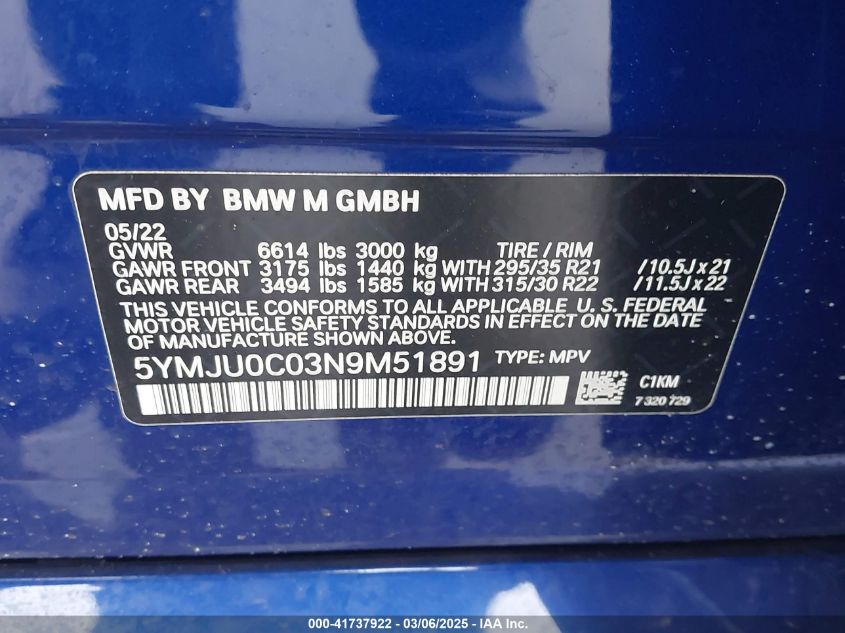 MFD BY BMW M GMBH
05/22
GVWR 6614 lbs 3000 kg TIRE / RIM
GAWR FRONT 3175 lbs 1440 kg WITH 295/35 R21 /10.5J x 21
GAWR REAR 3494 lbs 1585 kg WITH 315/30 R22 /11.5J x 22
THIS VEHICLE CONFORMS TO ALL APPLICABLE U. S. FEDERAL
MOTOR VEHICLE SAFETY STANDARDS IN EFFECT ON THE DATE
OF MANUFACTURE SHOWN ABOVE.
5YMJU0C03N9M51891 TYPE: MPV
C1KM
7 320 729
000-41737922 - 03/06/2025 - IAA Inc.